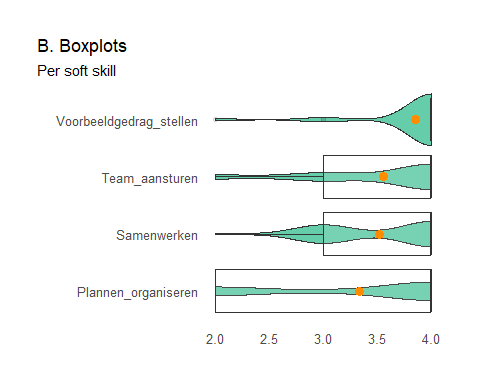 B. Boxplots
Per soft skill
Voorbeeldgedrag_stellen
Team_aansturen
Samenwerken
Plannen_organiseren
2.0 2.5 3.0 3.5 4.0